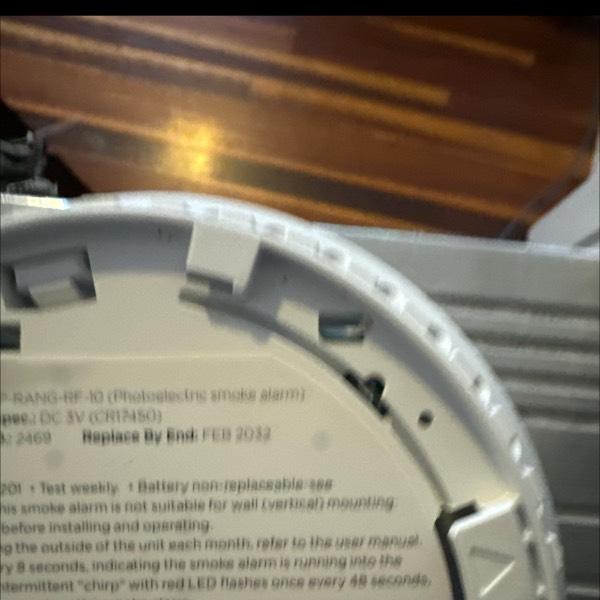 P-RANG-RF-10 (Photoelectric smoke alarm)
pec.: DC 3V (CR17450)
.: 2469 Replace By End: FEB 2032
201 • Test weekly. • Battery non-replaceable-see
his smoke alarm is not suitable for wall (vertical) mounting
before installing and operating.
ng the outside of the unit each month, refer to the user manual.
ry 8 seconds, indicating the smoke alarm is running into the
ntermittent "chirp" with red LED flashes once every 48 seconds,